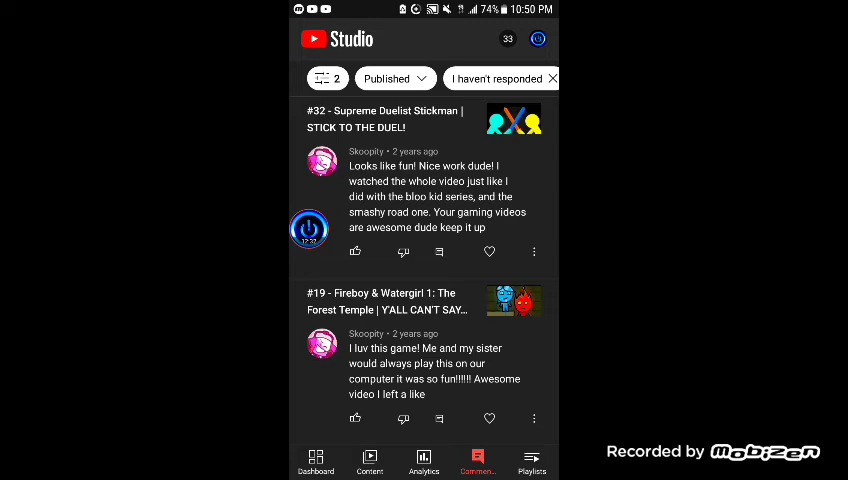 74% 10:50 PM
Studio
33
2
Published
I haven't responded
#32 - Supreme Duelist Stickman |
STICK TO THE DUEL!
Skoopity • 2 years ago
Looks like fun! Nice work dude! I
watched the whole video just like I
did with the bloo kid series, and the
smashy road one. Your gaming videos
are awesome dude keep it up
12:37
#19 - Fireboy & Watergirl 1: The
Forest Temple | Y'ALL CAN'T SAY...
Skoopity • 2 years ago
I luv this game! Me and my sister
would always play this on our
computer it was so fun!!!!!! Awesome
video I left a like
Dashboard
Content
Analytics
Commen...
Playlists
Recorded by MOBIZEN